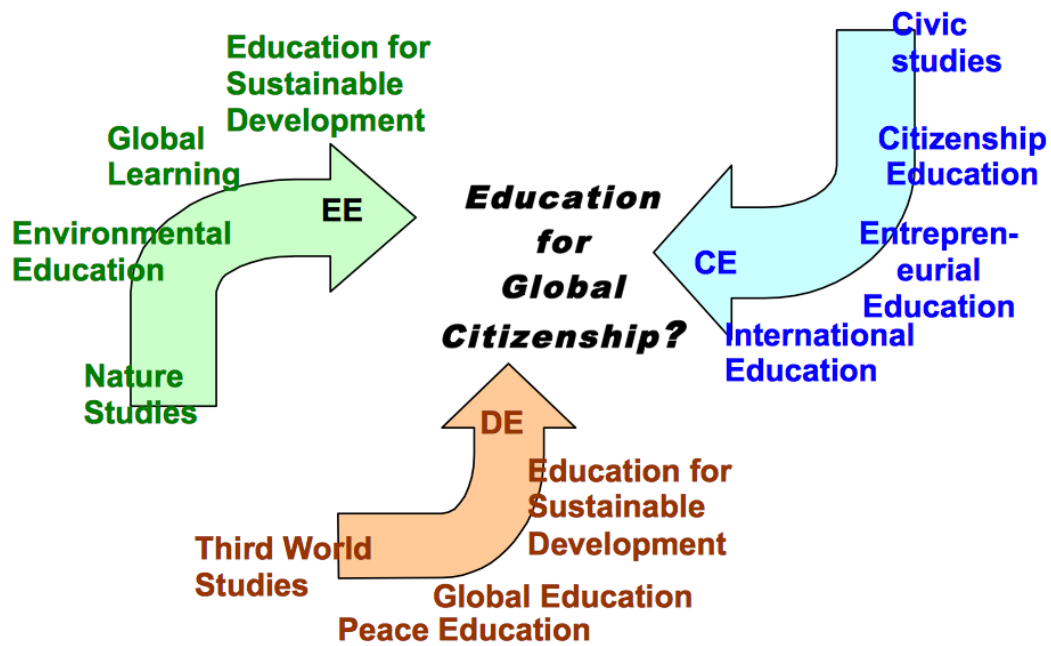 Education for
Sustainable
Development
Global
Learning
EE
Environmental
Education
Nature
Studies
Education
for
Global
Citizenship?
Civic
studies
Citizenship
Education
Entrepren-
eurial
Education
CE
International
Education
DE
Education for
Sustainable
Development
Third World
Studies
Global Education
Peace Education